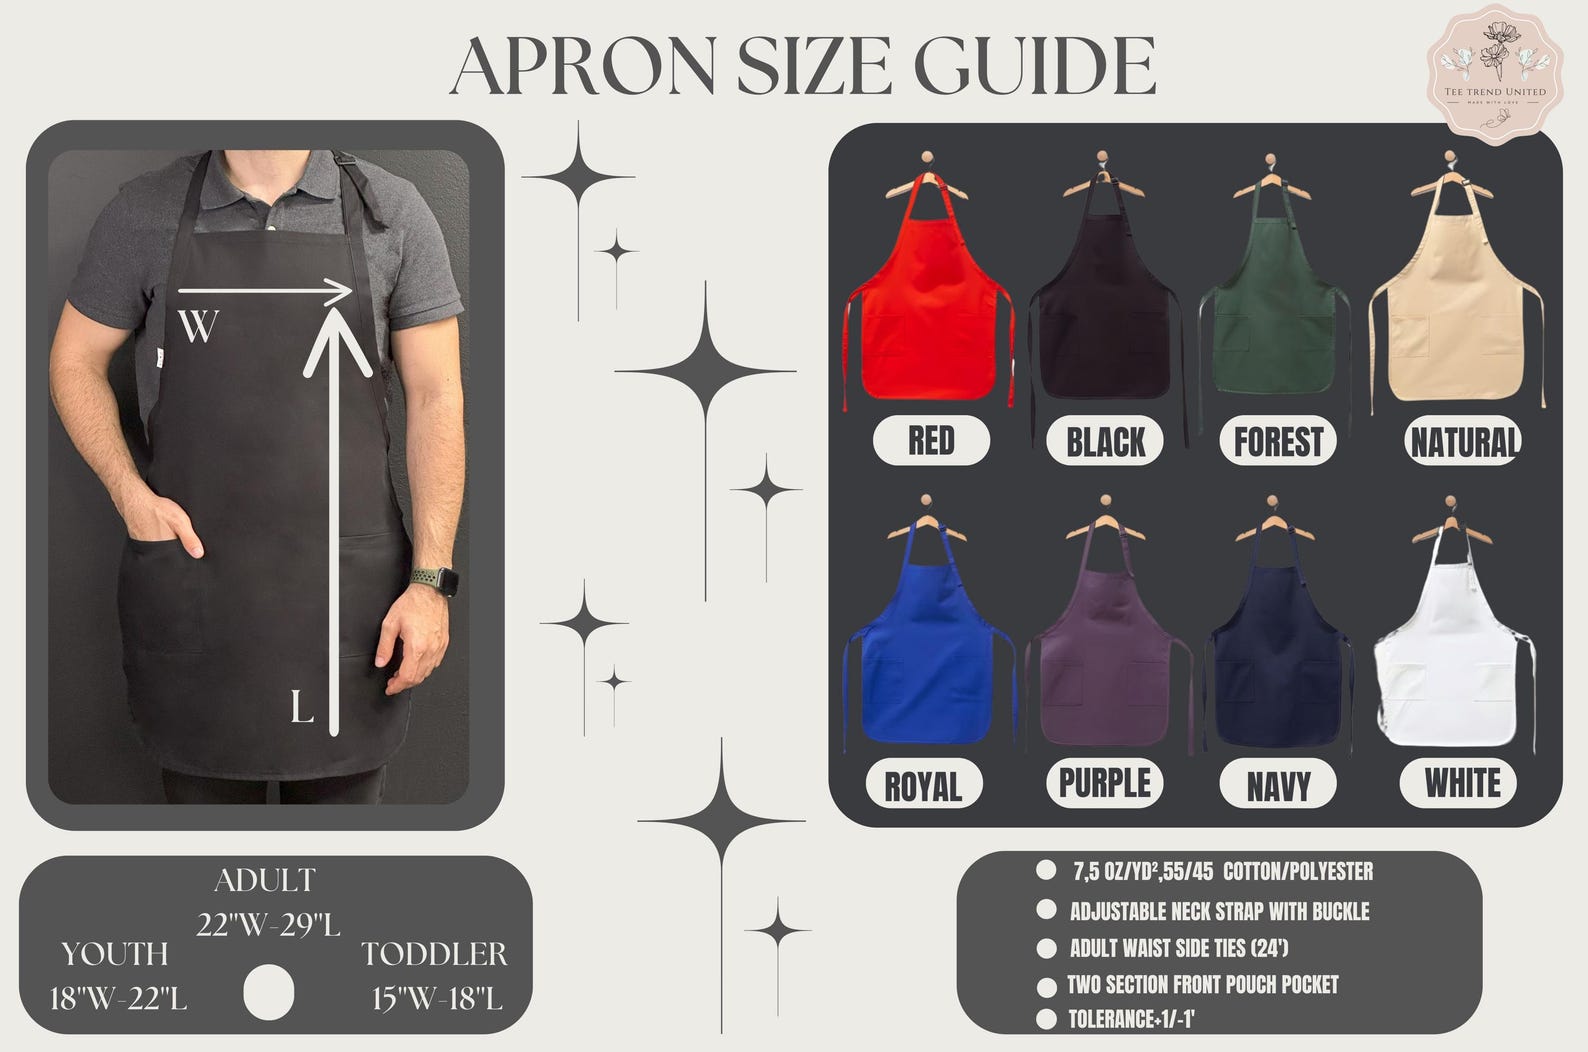 APRON SIZE GUIDE
TEE TREND UNITED
MADE WITH LOVE
W
L
RED
BLACK
FOREST
NATURAL
ROYAL
PURPLE
NAVY
WHITE
ADULT
22"W-29"L
YOUTH
18"W-22"L
TODDLER
15"W-18"L
7,5 OZ/YD²,55/45 COTTON/POLYESTER
ADJUSTABLE NECK STRAP WITH BUCKLE
ADULT WAIST SIDE TIES (24')
TWO SECTION FRONT POUCH POCKET
TOLERANCE+1/-1'